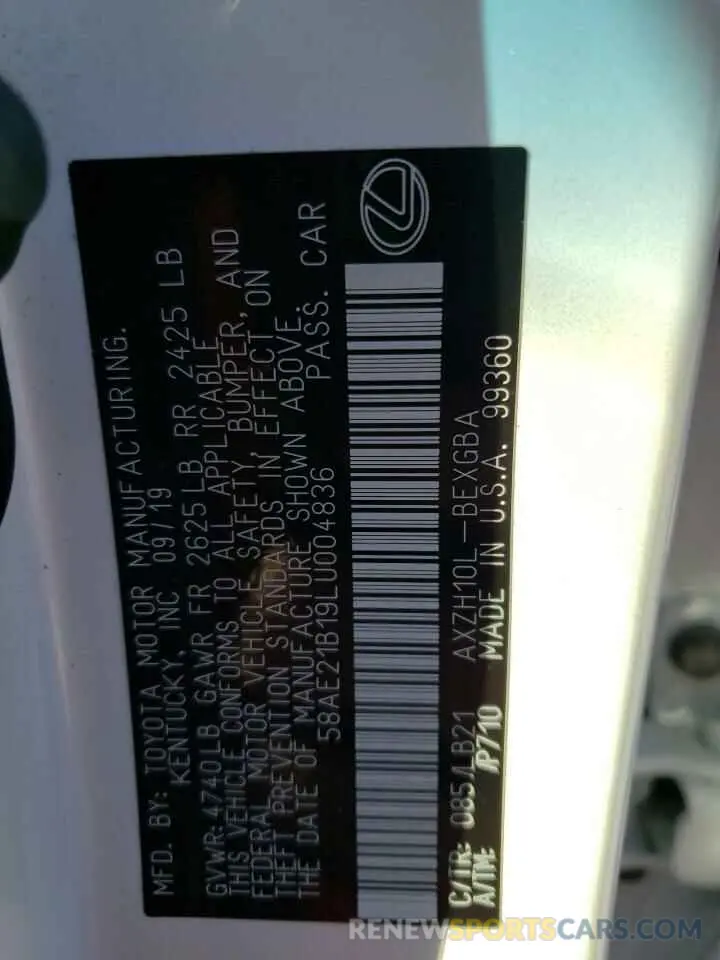 MFD. BY: TOYOTA MOTOR MANUFACTURING.
KENTUCKY, INC 09/19
GVWR:4740LB GAWR FR 2625LB RR 2425 LB
THIS VEHICLE CONFORMS TO ALL APPLICABLE
FEDERAL MOTOR VEHICLE SAFETY, BUMPER, AND
THEFT PREVENTION STANDARDS IN EFFECT ON
THE DATE OF MANUFACTURE SHOWN ABOVE.
58AE21B19LU004836 PASS. CAR
C/TR: 085/LB21 AXZH10L-BEXGBA
A/TM: /P710 MADE IN U.S.A. 99360
RENEWSPORTSCARS.COM